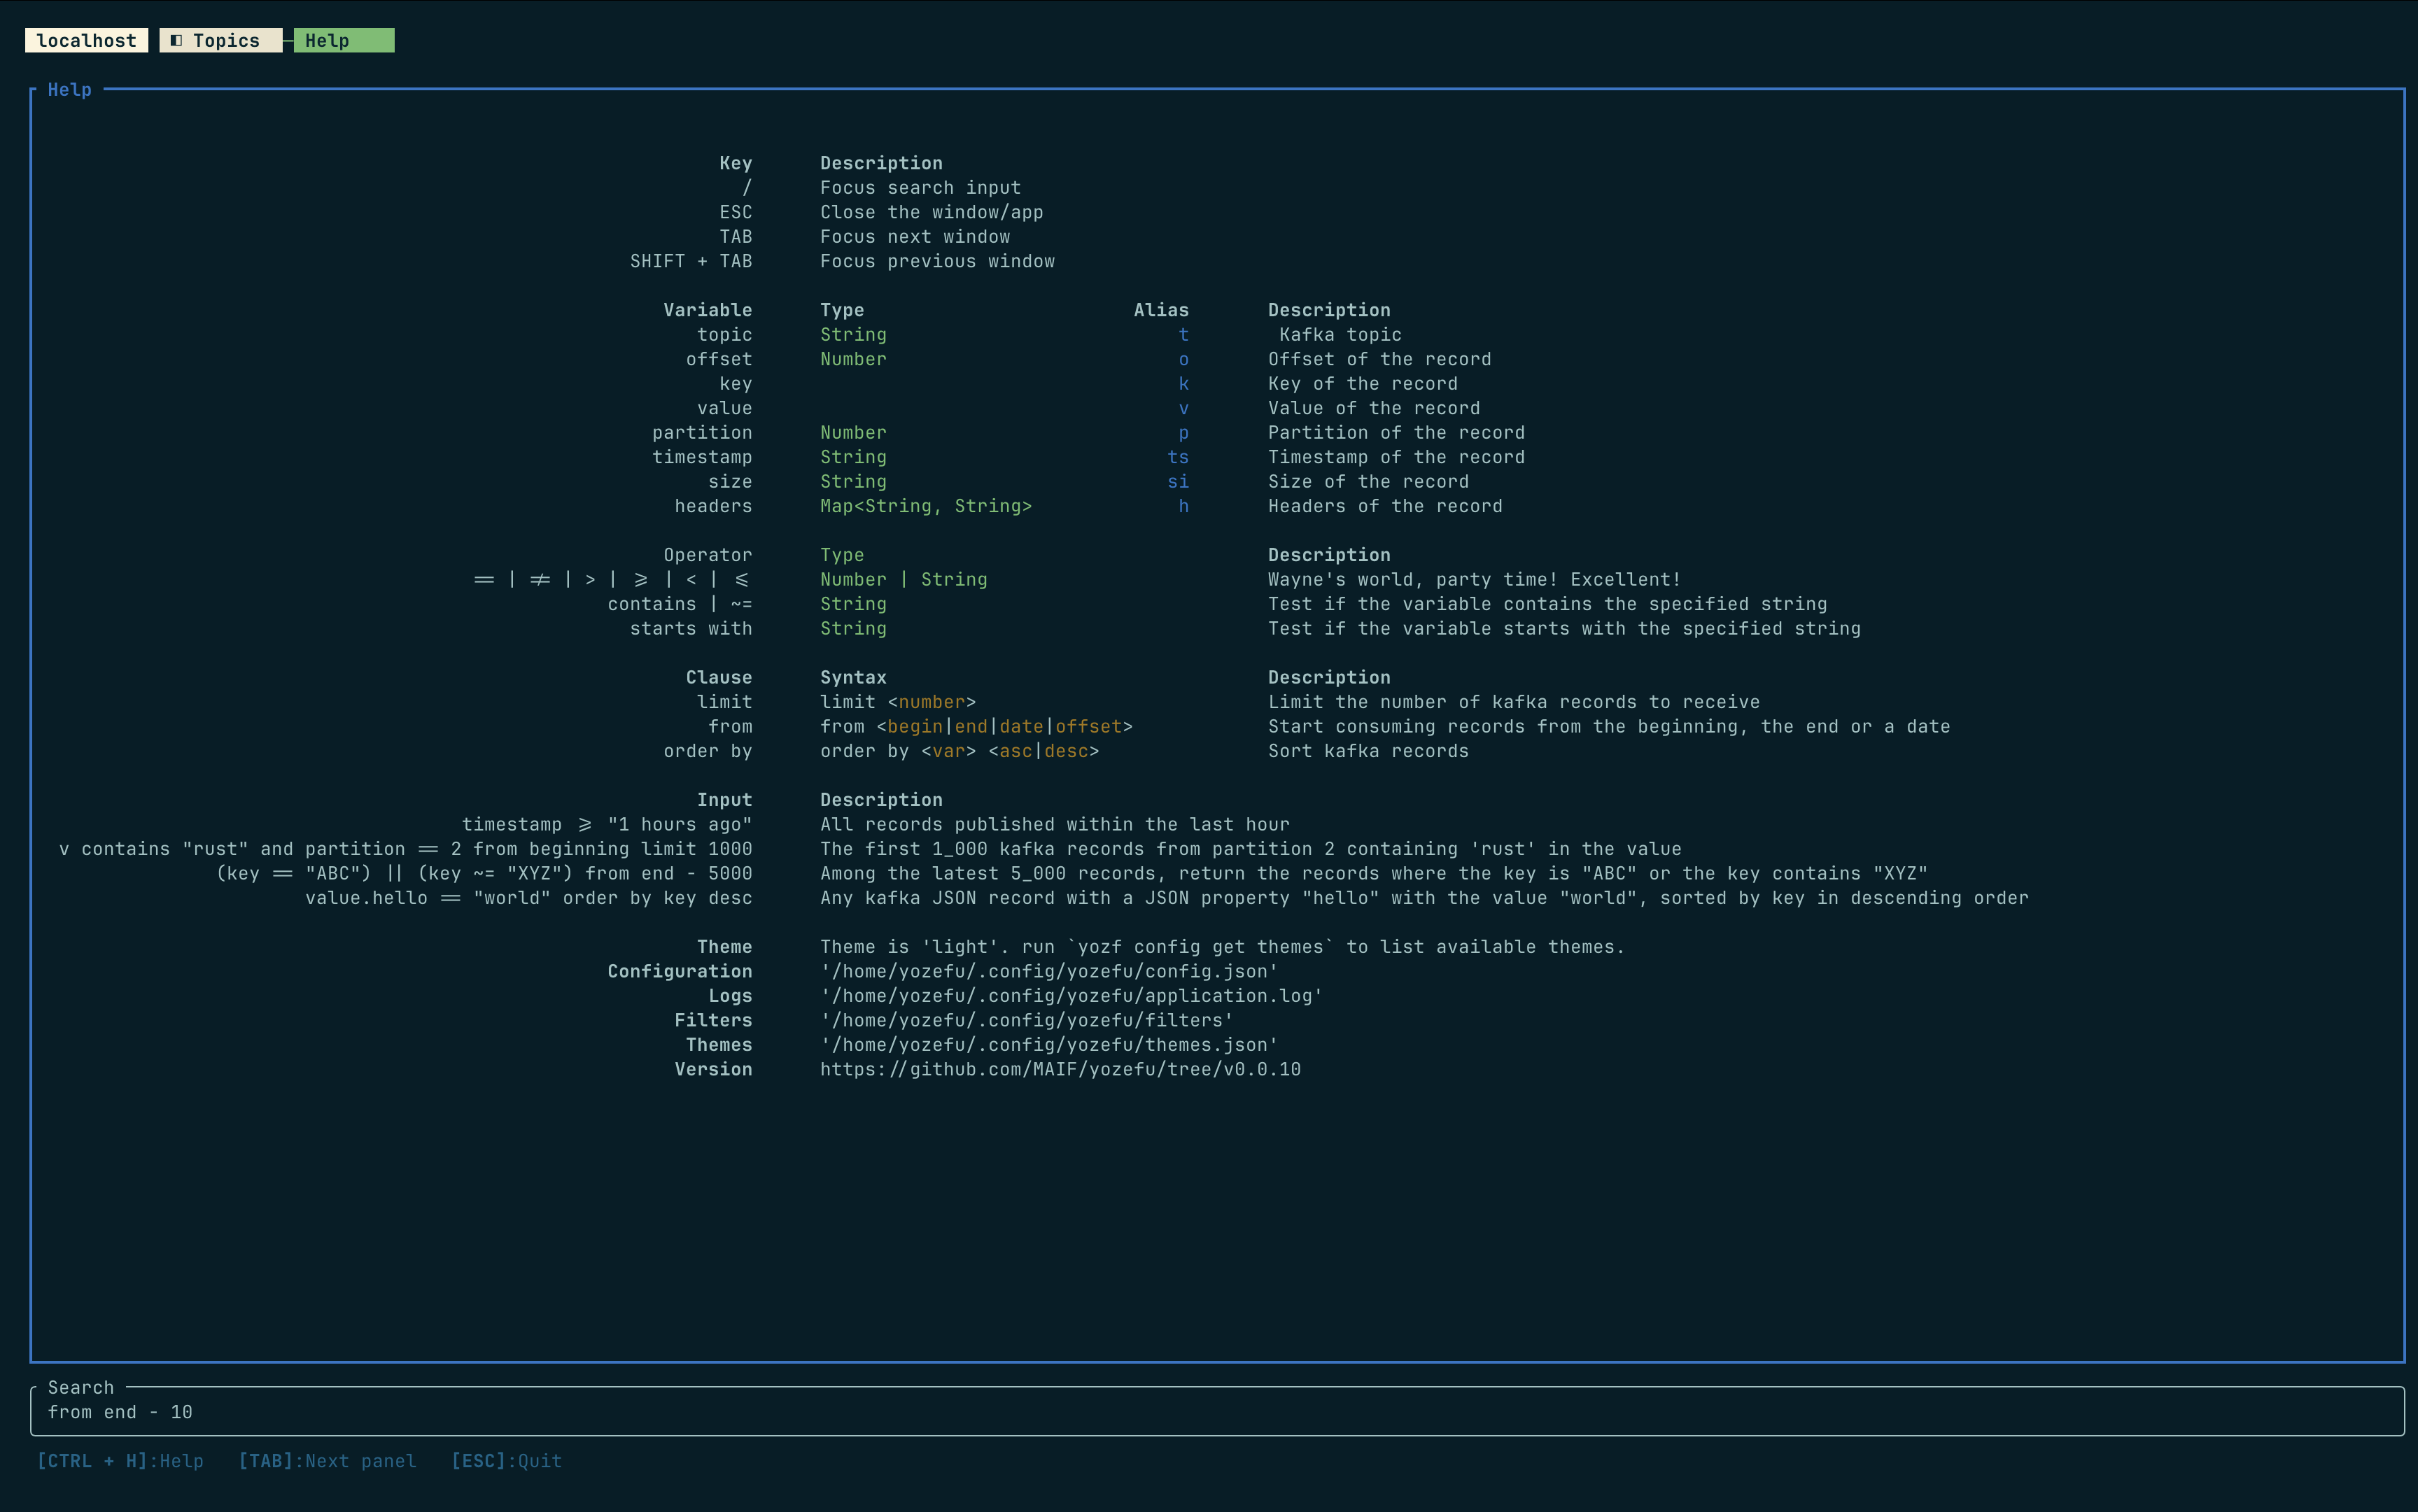 localhost ◧ Topics Help
Help
Key Description
/ Focus search input
ESC Close the window/app
TAB Focus next window
SHIFT + TAB Focus previous window
Variable Type Alias Description
topic String t Kafka topic
offset Number o Offset of the record
key k Key of the record
value v Value of the record
partition Number p Partition of the record
timestamp String ts Timestamp of the record
size String si Size of the record
headers Map<String, String> h Headers of the record
Operator Type Description
== | != | > | >= | < | <= Number | String Wayne's world, party time! Excellent!
contains | ~= String Test if the variable contains the specified string
starts with String Test if the variable starts with the specified string
Clause Syntax Description
limit limit <number> Limit the number of kafka records to receive
from from <begin|end|date|offset> Start consuming records from the beginning, the end or a date
order by order by <var> <asc|desc> Sort kafka records
Input Description
timestamp >= "1 hours ago" All records published within the last hour
v contains "rust" and partition == 2 from beginning limit 1000 The first 1_000 kafka records from partition 2 containing 'rust' in the value
(key == "ABC") || (key ~= "XYZ") from end - 5000 Among the latest 5_000 records, return the records where the key is "ABC" or the key contains "XYZ"
value.hello == "world" order by key desc Any kafka JSON record with a JSON property "hello" with the value "world", sorted by key in descending order
Theme Theme is 'light'. run `yozf config get themes` to list available themes.
Configuration '/home/yozefu/.config/yozefu/config.json'
Logs '/home/yozefu/.config/yozefu/application.log'
Filters '/home/yozefu/.config/yozefu/filters'
Themes '/home/yozefu/.config/yozefu/themes.json'
Version https://github.com/MAIF/yozefu/tree/v0.0.10
Search
from end - 10
[CTRL + H]:Help [TAB]:Next panel [ESC]:Quit